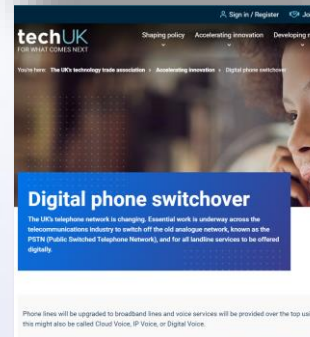 Sign in / Register
techUK
FOR WHAT COMES NEXT
Shaping policy Accelerating innovation Developing
You're here: The UK's technology trade association › Accelerating innovation › Digital phone switchover
Digital phone switchover
The UK's telephone network is changing. Essential work is underway across the
telecommunications industry to switch off the old analogue network, known as the
PSTN (Public Switched Telephone Network), and for all landline services to be offered
digitally.
Phone lines will be upgraded to broadband lines and voice services will be provided over the top
this might also be called Cloud Voice, IP Voice, or Digital Voice.